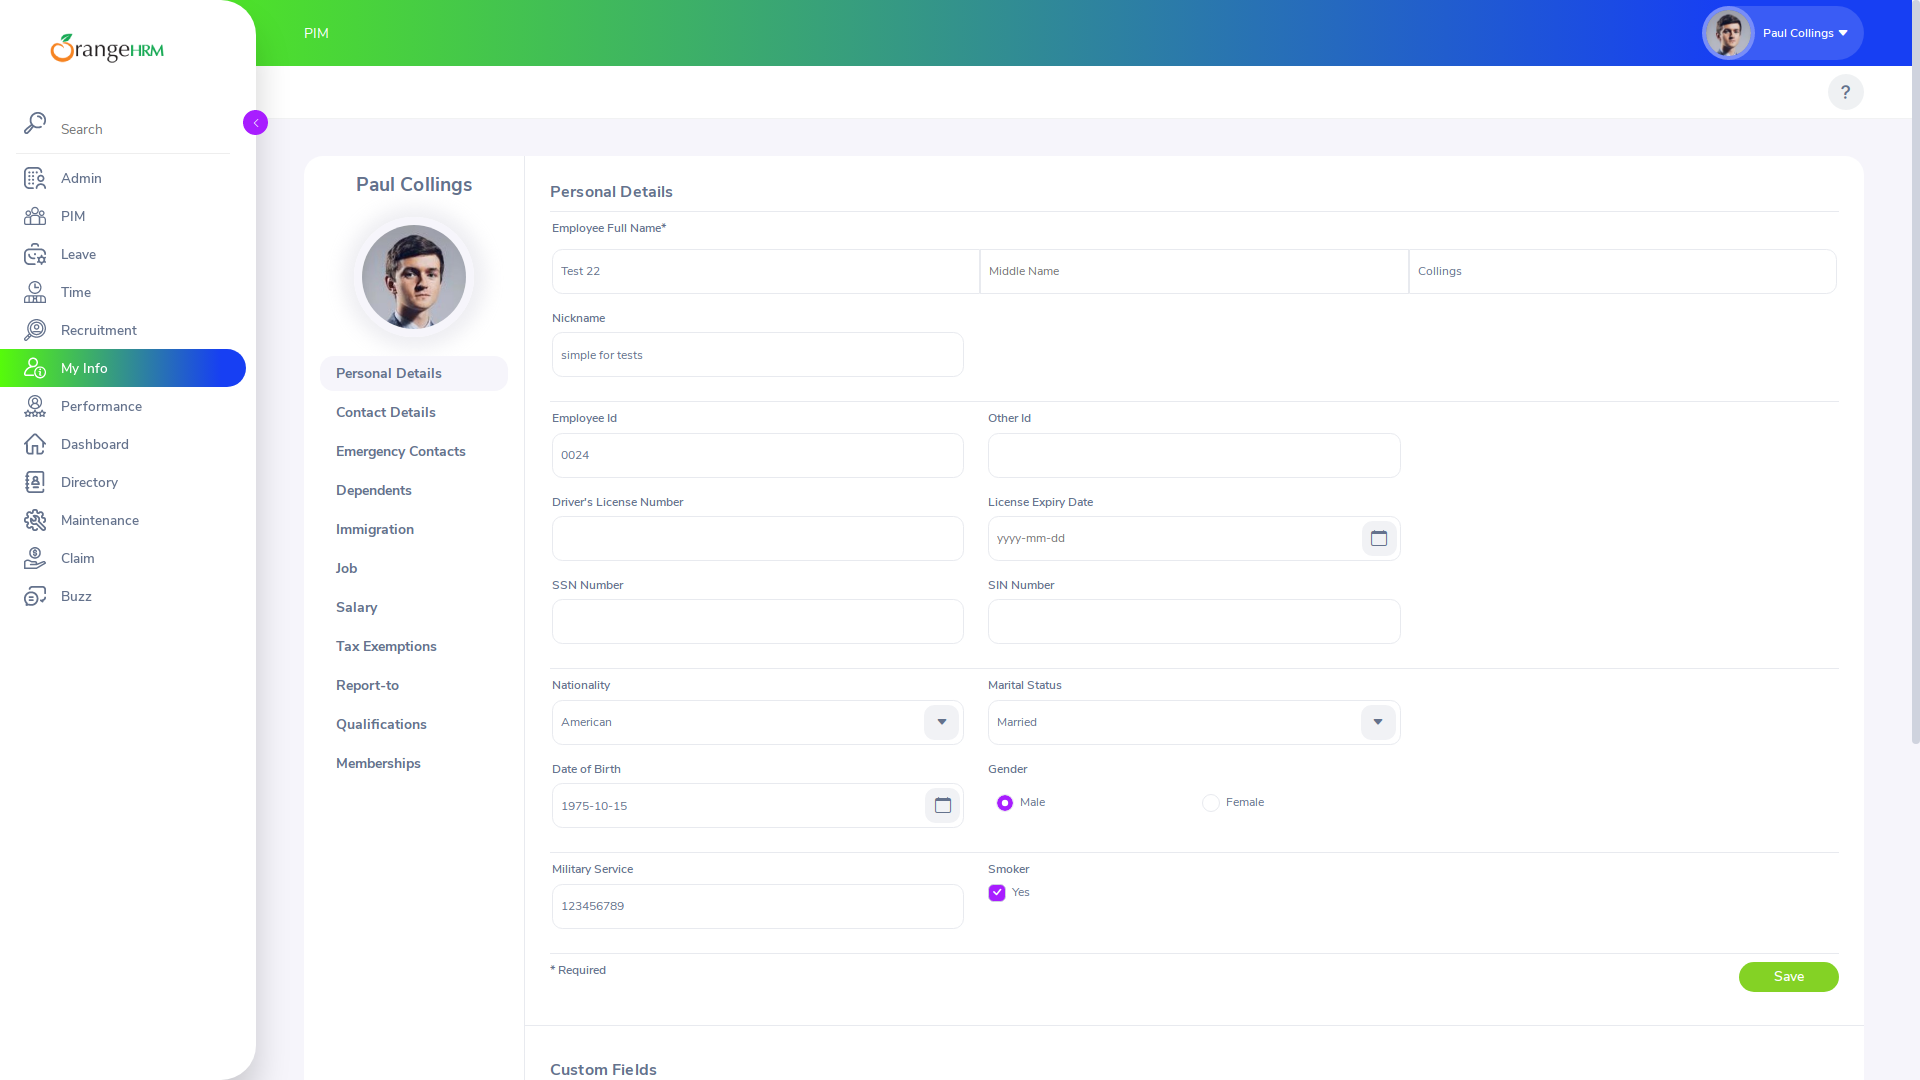 PIM
Paul Collings
OrangeHRM
?
Search
Admin
PIM
Leave
Time
Recruitment
My Info
Performance
Dashboard
Directory
Maintenance
Claim
Buzz
Paul Collings
Personal Details
Contact Details
Emergency Contacts
Dependents
Immigration
Job
Salary
Tax Exemptions
Report-to
Qualifications
Memberships
Personal Details
Employee Full Name*
Test 22 Middle Name Collings
Nickname
simple for tests
Employee Id Other Id
0024
Driver's License Number License Expiry Date
yyyy-mm-dd
SSN Number SIN Number
Nationality Marital Status
American Married
Date of Birth Gender
1975-10-15 Male Female
Military Service Smoker
123456789 Yes
* Required Save
Custom Fields